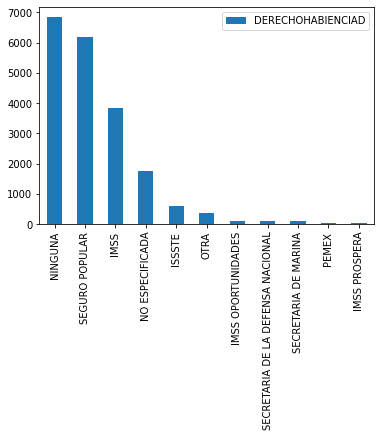 DERECHOHABIENCIAD
7000
6000
5000
4000
3000
2000
1000
0
NINGUNA
SEGURO POPULAR
IMSS
NO ESPECIFICADA
ISSSTE
OTRA
IMSS OPORTUNIDADES
SECRETARIA DE LA DEFENSA NACIONAL
SECRETARIA DE MARINA
PEMEX
IMSS PROSPERA